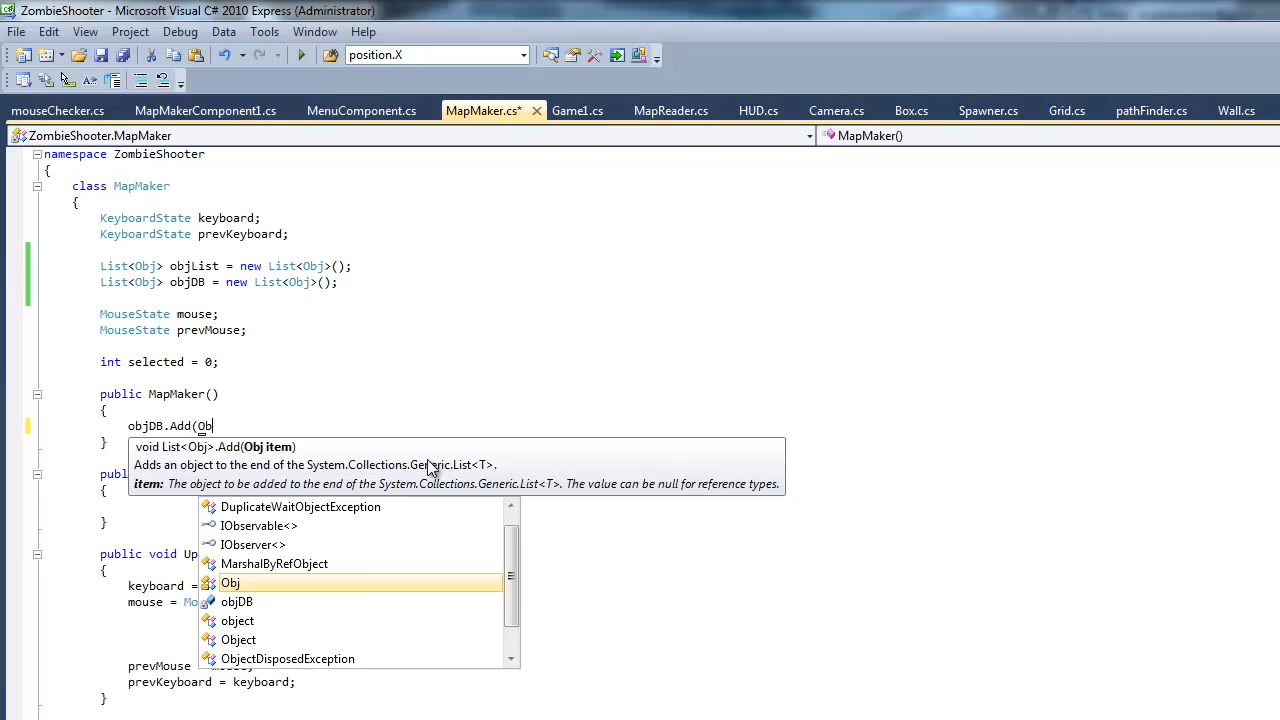 ZombieShooter - Microsoft Visual C# 2010 Express (Administrator)
File Edit View Project Debug Data Tools Window Help
position.X
mouseChecker.cs MapMakerComponent1.cs MenuComponent.cs MapMaker.cs* Game1.cs MapReader.cs HUD.cs Camera.cs Box.cs Spawner.cs Grid.cs pathFinder.cs Wall.cs
ZombieShooter.MapMaker MapMaker()
namespace ZombieShooter
{
class MapMaker
{
KeyboardState keyboard;
KeyboardState prevKeyboard;
List<Obj> objList = new List<Obj>();
List<Obj> objDB = new List<Obj>();
MouseState mouse;
MouseState prevMouse;
int selected = 0;
public MapMaker()
{
objDB.Add(Ob
}
void List<Obj>.Add(Obj item)
Adds an object to the end of the System.Collections.Generic.List<T>.
item: The object to be added to the end of the System.Collections.Generic.List<T>. The value can be null for reference types.
pub
{
DuplicateWaitObjectException
}
IObservable<>
IObserver<>
public void Up
MarshalByRefObject
{
Obj
keyboard =
objDB
mouse = Mo
object
Object
ObjectDisposedException
prevMouse
prevKeyboard = keyboard;
}